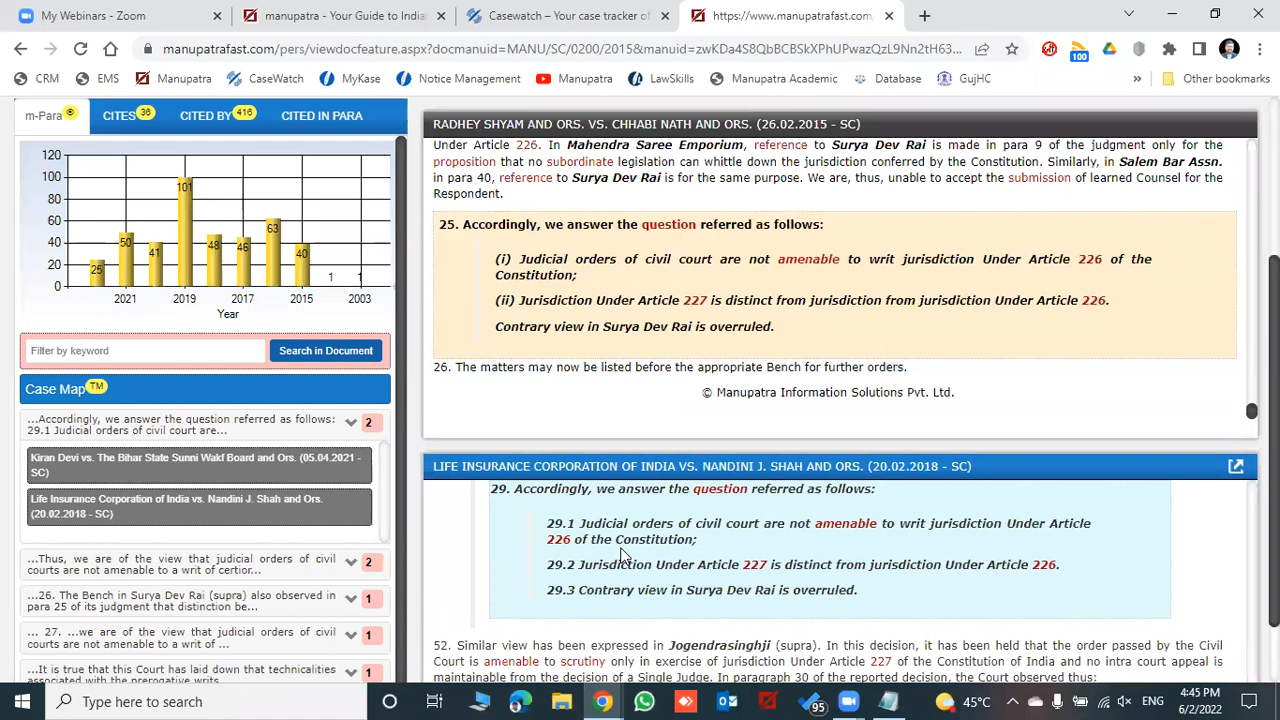 My Webinars - Zoom
manupatra - Your Guide to Indian
Casewatch – Your case tracker of
https://www.manupatrafast.com
manupatrafast.com/pers/viewdocfeature.aspx?docmanuid=MANU/SC/0200/2015&manuid=zwKDa4S8QbBCBSkXPhUPwazQzL9Nn2tH63...
100
CRM
EMS
Manupatra
CaseWatch
MyKase
Notice Management
Manupatra
LawSkills
Manupatra Academic
Database
GujHC
»
Other bookmarks
m-Para
CITES 36
CITED BY 416
CITED IN PARA
120
100
80
60
40
20
0
25
50
41
101
48
46
63
40
1
1
2021
2019
2017
2015
2003
Year
Filter by keyword
Search in Document
Case Map TM
...Accordingly, we answer the question referred as follows:
29.1 Judicial orders of civil court are...
2
Kiran Devi vs. The Bihar State Sunni Wakf Board and Ors. (05.04.2021 -
SC)
Life Insurance Corporation of India vs. Nandini J. Shah and Ors.
(20.02.2018 - SC)
...Thus, we are of the view that judicial orders of civil
courts are not amenable to a writ of certior...
2
...26. The Bench in Surya Dev Rai (supra) also observed in
para 25 of its judgment that distinction be...
1
... 27. ...we are of the view that judicial orders of civil
courts are not amenable to a writ of ...
1
...It is true that this Court has laid down that technicalities
associated with the prerogative writs...
1
RADHEY SHYAM AND ORS. VS. CHHABI NATH AND ORS. (26.02.2015 - SC)
Under Article 226. In Mahendra Saree Emporium, reference to Surya Dev Rai is made in para 9 of the judgment only for the
proposition that no subordinate legislation can whittle down the jurisdiction conferred by the Constitution. Similarly, in Salem Bar Assn.
in para 40, reference to Surya Dev Rai is for the same purpose. We are, thus, unable to accept the submission of learned Counsel for the
Respondent.
25. Accordingly, we answer the question referred as follows:
(i) Judicial orders of civil court are not amenable to writ jurisdiction Under Article 226 of the
Constitution;
(ii) Jurisdiction Under Article 227 is distinct from jurisdiction from jurisdiction Under Article 226.
Contrary view in Surya Dev Rai is overruled.
26. The matters may now be listed before the appropriate Bench for further orders.
© Manupatra Information Solutions Pvt. Ltd.
LIFE INSURANCE CORPORATION OF INDIA VS. NANDINI J. SHAH AND ORS. (20.02.2018 - SC)
29. Accordingly, we answer the question referred as follows:
29.1 Judicial orders of civil court are not amenable to writ jurisdiction Under Article
226 of the Constitution;
29.2 Jurisdiction Under Article 227 is distinct from jurisdiction Under Article 226.
29.3 Contrary view in Surya Dev Rai is overruled.
52. Similar view has been expressed in Jogendrasinghji (supra). In this decision, it has been held that the order passed by the Civil
Court is amenable to scrutiny only in exercise of jurisdiction Under Article 227 of the Constitution of India and no intra court appeal is
maintainable from the decision of a Single Judge. In paragraph 30 of the reported decision, the Court observed thus:
Type here to search
95
45°C
ENG
4:45 PM
6/2/2022